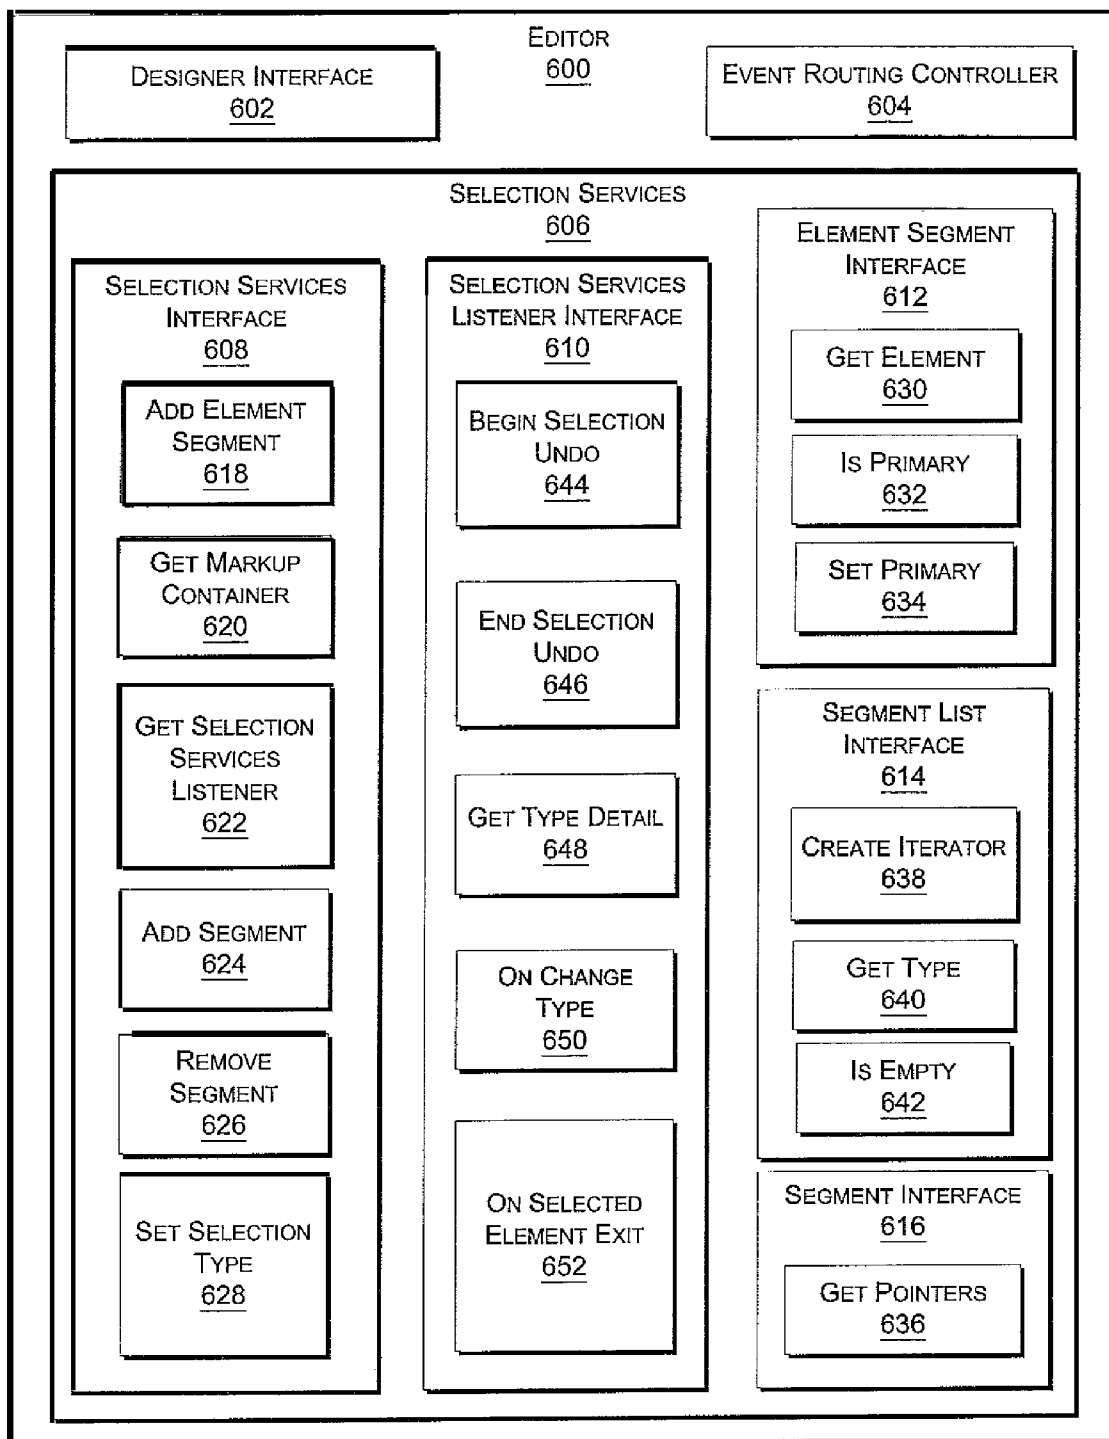 EDITOR
600
DESIGNER INTERFACE
602
EVENT ROUTING CONTROLLER
604
SELECTION SERVICES
606
SELECTION SERVICES
INTERFACE
608
ADD ELEMENT
SEGMENT
618
GET MARKUP
CONTAINER
620
GET SELECTION
SERVICES
LISTENER
622
ADD SEGMENT
624
REMOVE
SEGMENT
626
SET SELECTION
TYPE
628
SELECTION SERVICES
LISTENER INTERFACE
610
BEGIN SELECTION
UNDO
644
END SELECTION
UNDO
646
GET TYPE DETAIL
648
ON CHANGE
TYPE
650
ON SELECTED
ELEMENT EXIT
652
ELEMENT SEGMENT
INTERFACE
612
GET ELEMENT
630
IS PRIMARY
632
SET PRIMARY
634
SEGMENT LIST
INTERFACE
614
CREATE ITERATOR
638
GET TYPE
640
IS EMPTY
642
SEGMENT INTERFACE
616
GET POINTERS
636